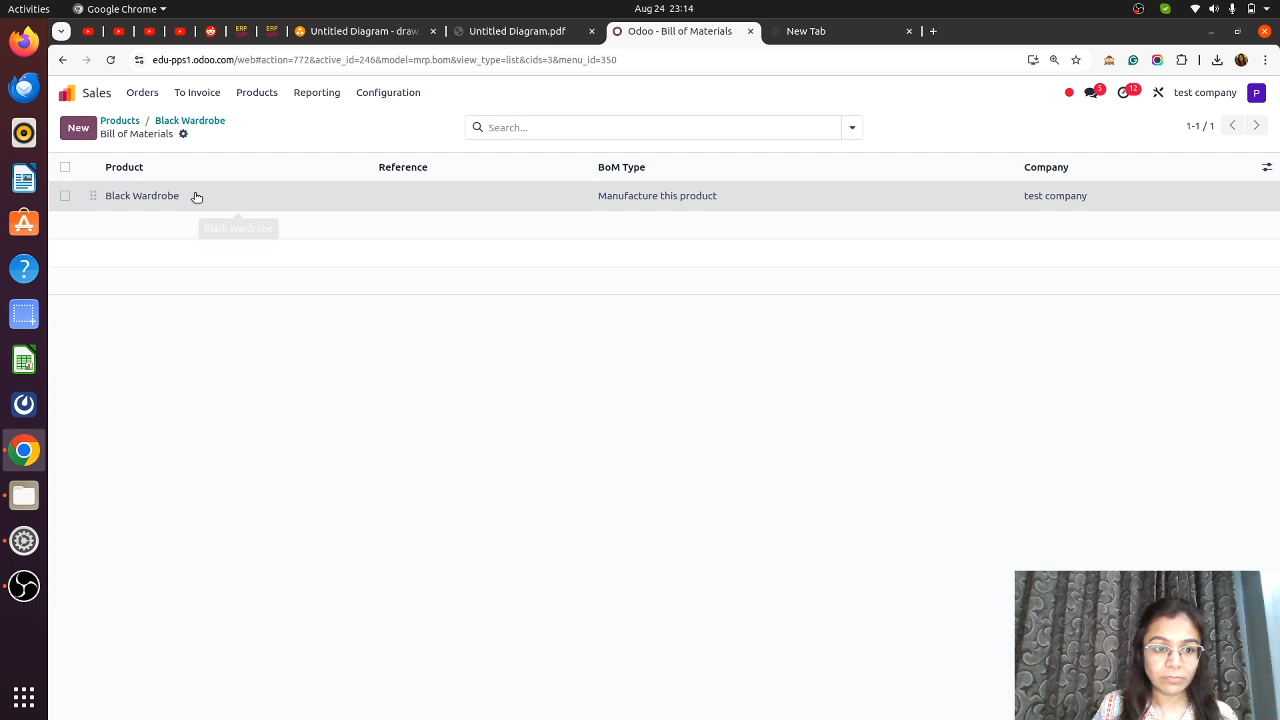 Activities
Google Chrome
Aug 24 23:14
Untitled Diagram - draw.
Untitled Diagram.pdf
Odoo - Bill of Materials
New Tab
edu-pps1.odoo.com/web#action=772&active_id=246&model=mrp.bom&view_type=list&cids=3&menu_id=350
Sales
Orders
To Invoice
Products
Reporting
Configuration
5
12
test company
P
New
Products / Black Wardrobe
Bill of Materials
Search...
1-1 / 1
Product
Reference
BoM Type
Company
Black Wardrobe
Manufacture this product
test company
Black Wardrobe